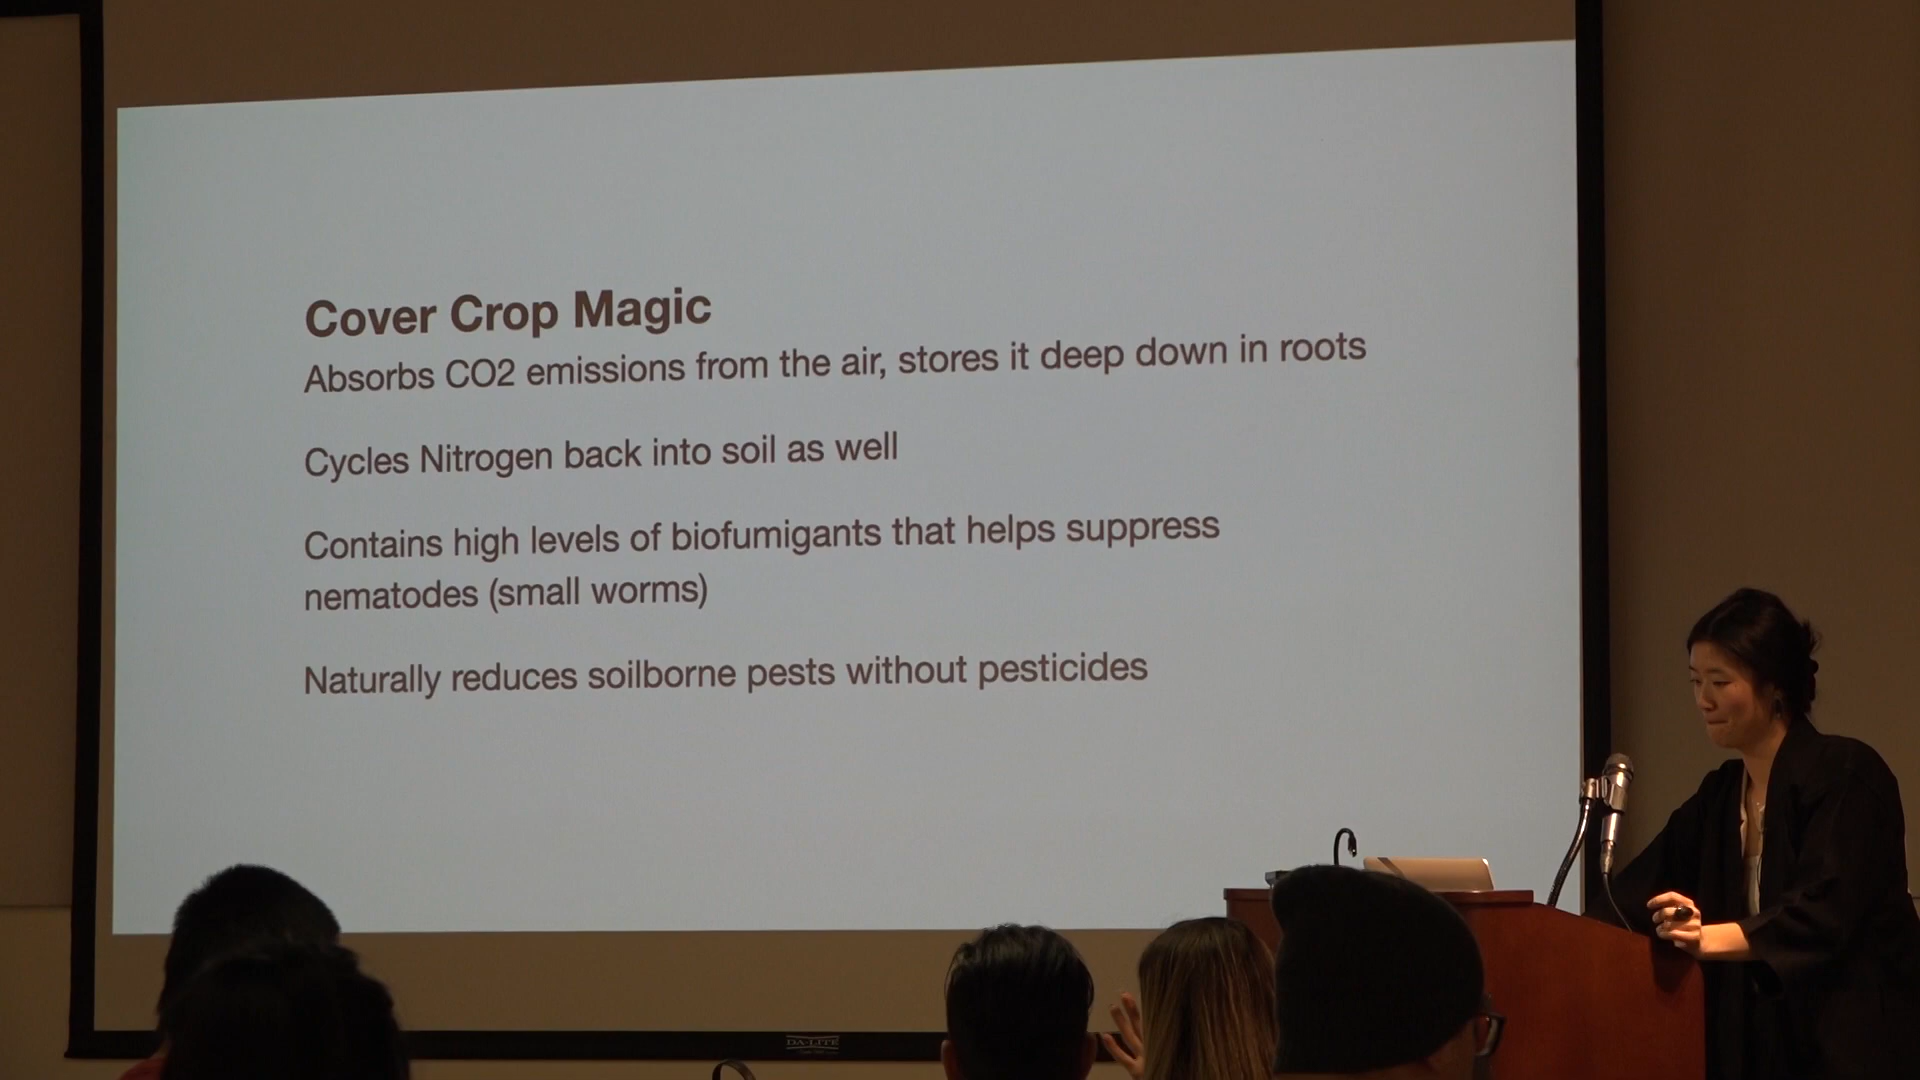 Cover Crop Magic
Absorbs CO2 emissions from the air, stores it deep down in roots
Cycles Nitrogen back into soil as well
Contains high levels of biofumigants that helps suppress
nematodes (small worms)
Naturally reduces soilborne pests without pesticides
DA-LITE